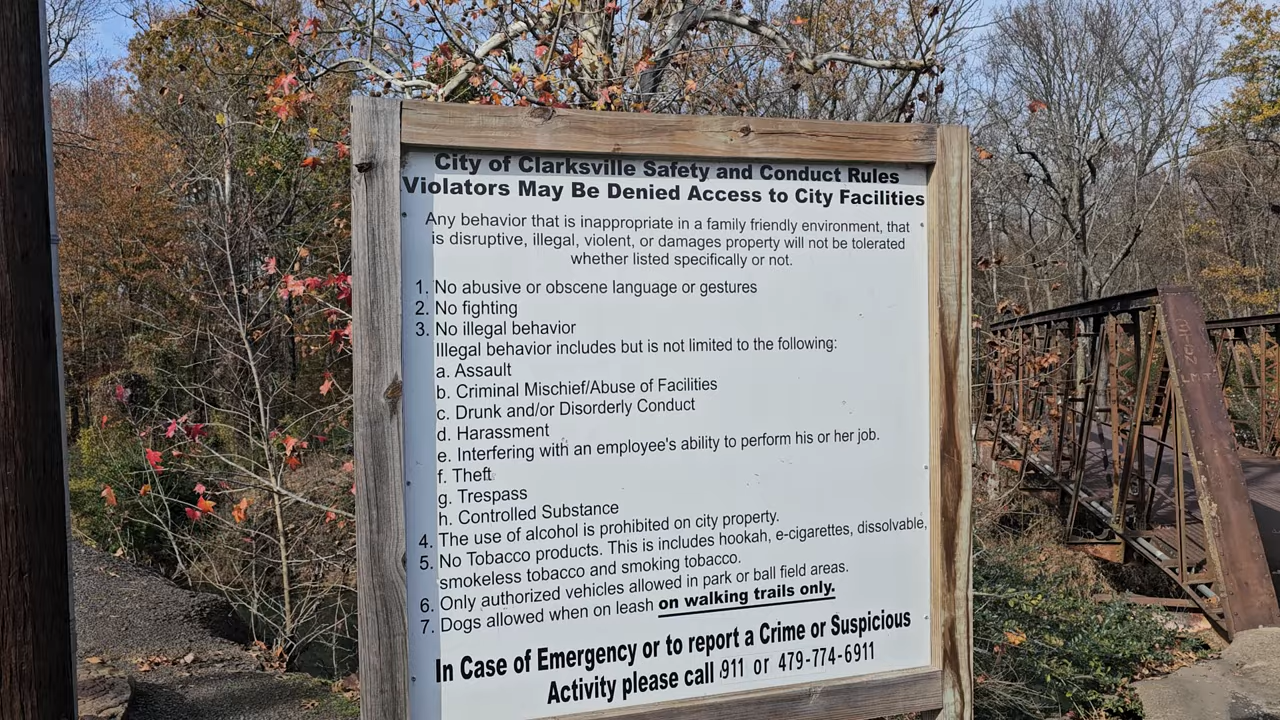 City of Clarksville Safety and Conduct Rules
Violators May Be Denied Access to City Facilities
Any behavior that is inappropriate in a family friendly environment, that
is disruptive, illegal, violent, or damages property will not be tolerated
whether listed specifically or not.
1. No abusive or obscene language or gestures
2. No fighting
3. No illegal behavior
Illegal behavior includes but is not limited to the following:
a. Assault
b. Criminal Mischief/Abuse of Facilities
c. Drunk and/or Disorderly Conduct
d. Harassment
e. Interfering with an employee's ability to perform his or her job.
f. Theft
g. Trespass
h. Controlled Substance
4. The use of alcohol is prohibited on city property.
5. No Tobacco products. This is includes hookah, e-cigarettes, dissolvable,
smokeless tobacco and smoking tobacco.
6. Only authorized vehicles allowed in park or ball field areas.
7. Dogs allowed when on leash on walking trails only.
In Case of Emergency or to report a Crime or Suspicious
Activity please call 911 or 479-774-6911